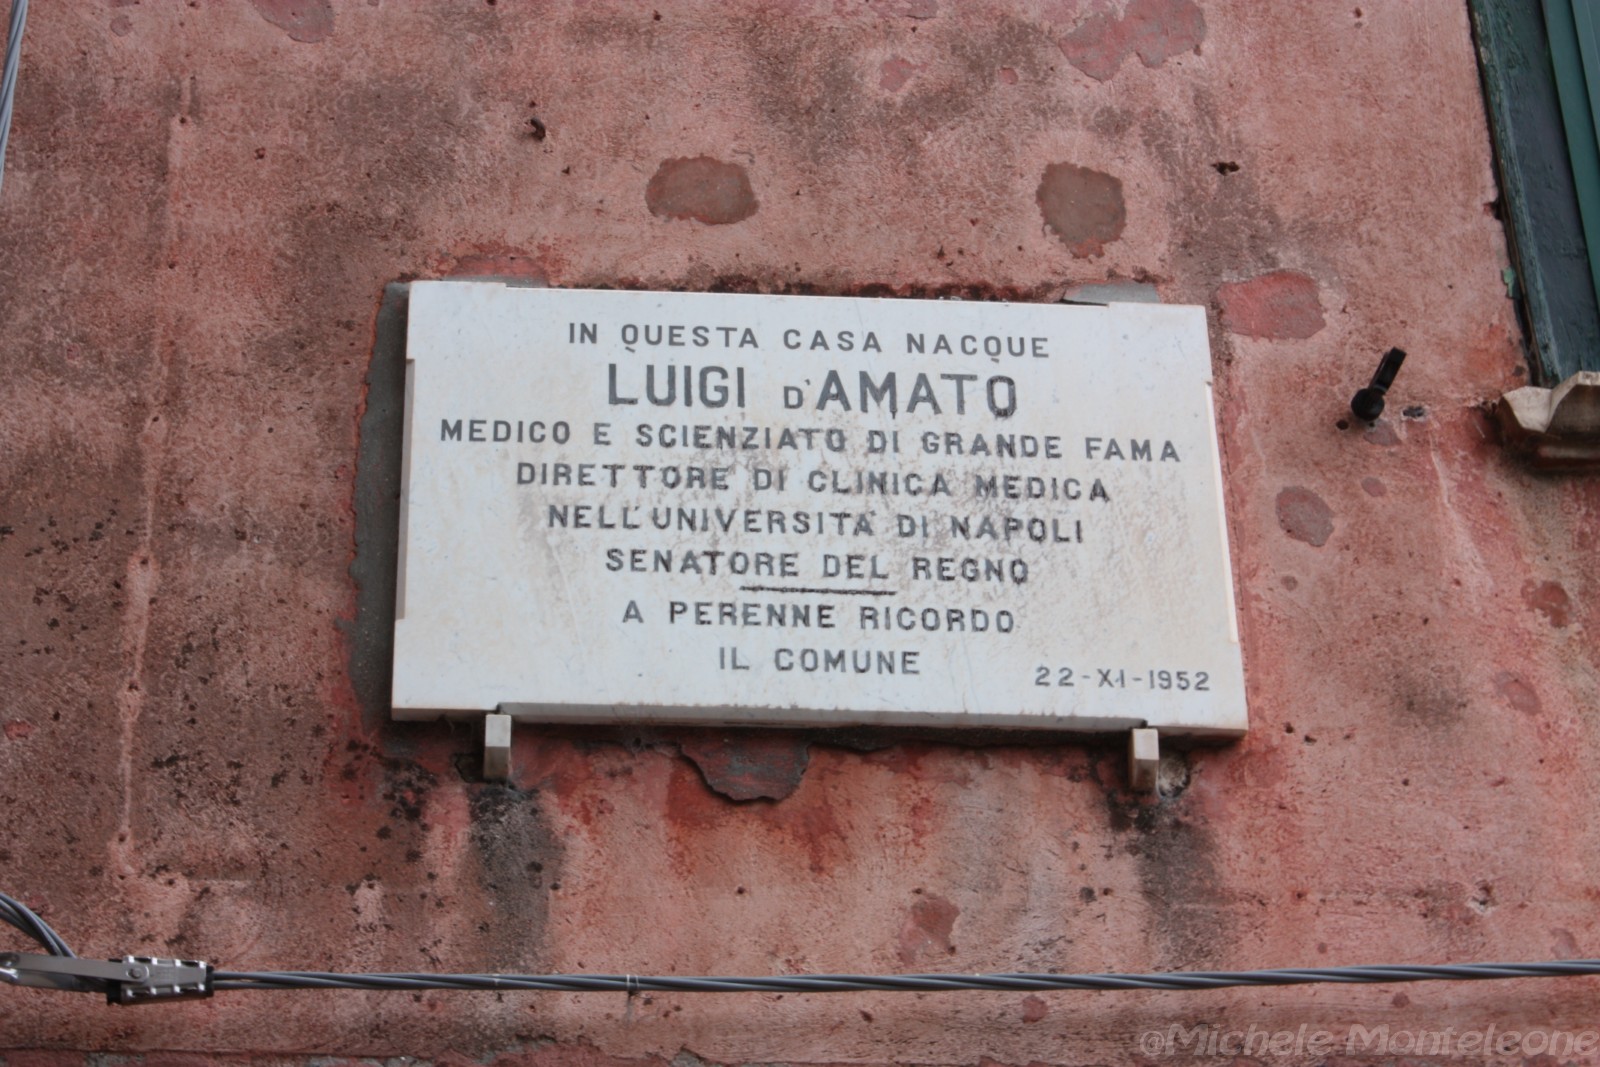 IN QUESTA CASA NACQUE
LUIGI D'AMATO
MEDICO E SCIENZIATO DI GRANDE FAMA
DIRETTORE DI CLINICA MEDICA
NELL'UNIVERSITA' DI NAPOLI
SENATORE DEL REGNO
A PERENNE RICORDO
IL COMUNE
22-XI-1952
©Michele Monteleone